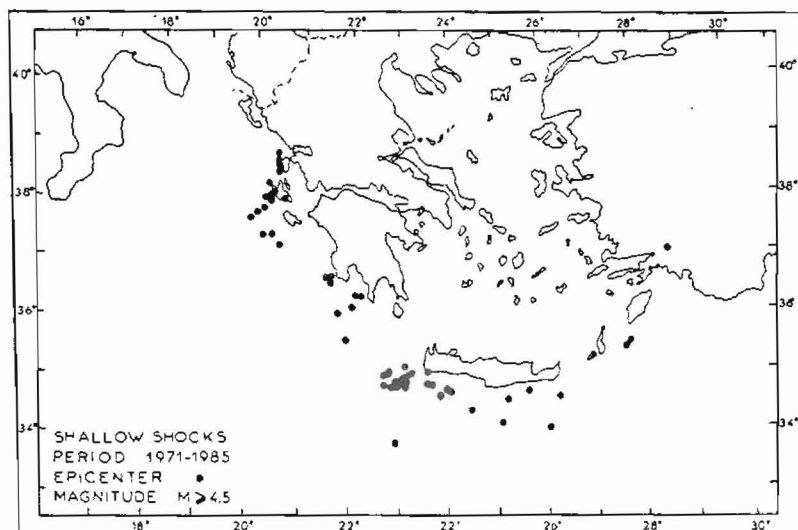 16° 18° 20° 22° 24° 26° 28° 30°
40° 40°
38° 38°
36° 36°
34° 34°
SHALLOW SHOCKS
PERIOD 1971-1985
EPICENTER
MAGNITUDE M ⩾ 4.5
18° 20° 22° 24° 26° 28° 30°